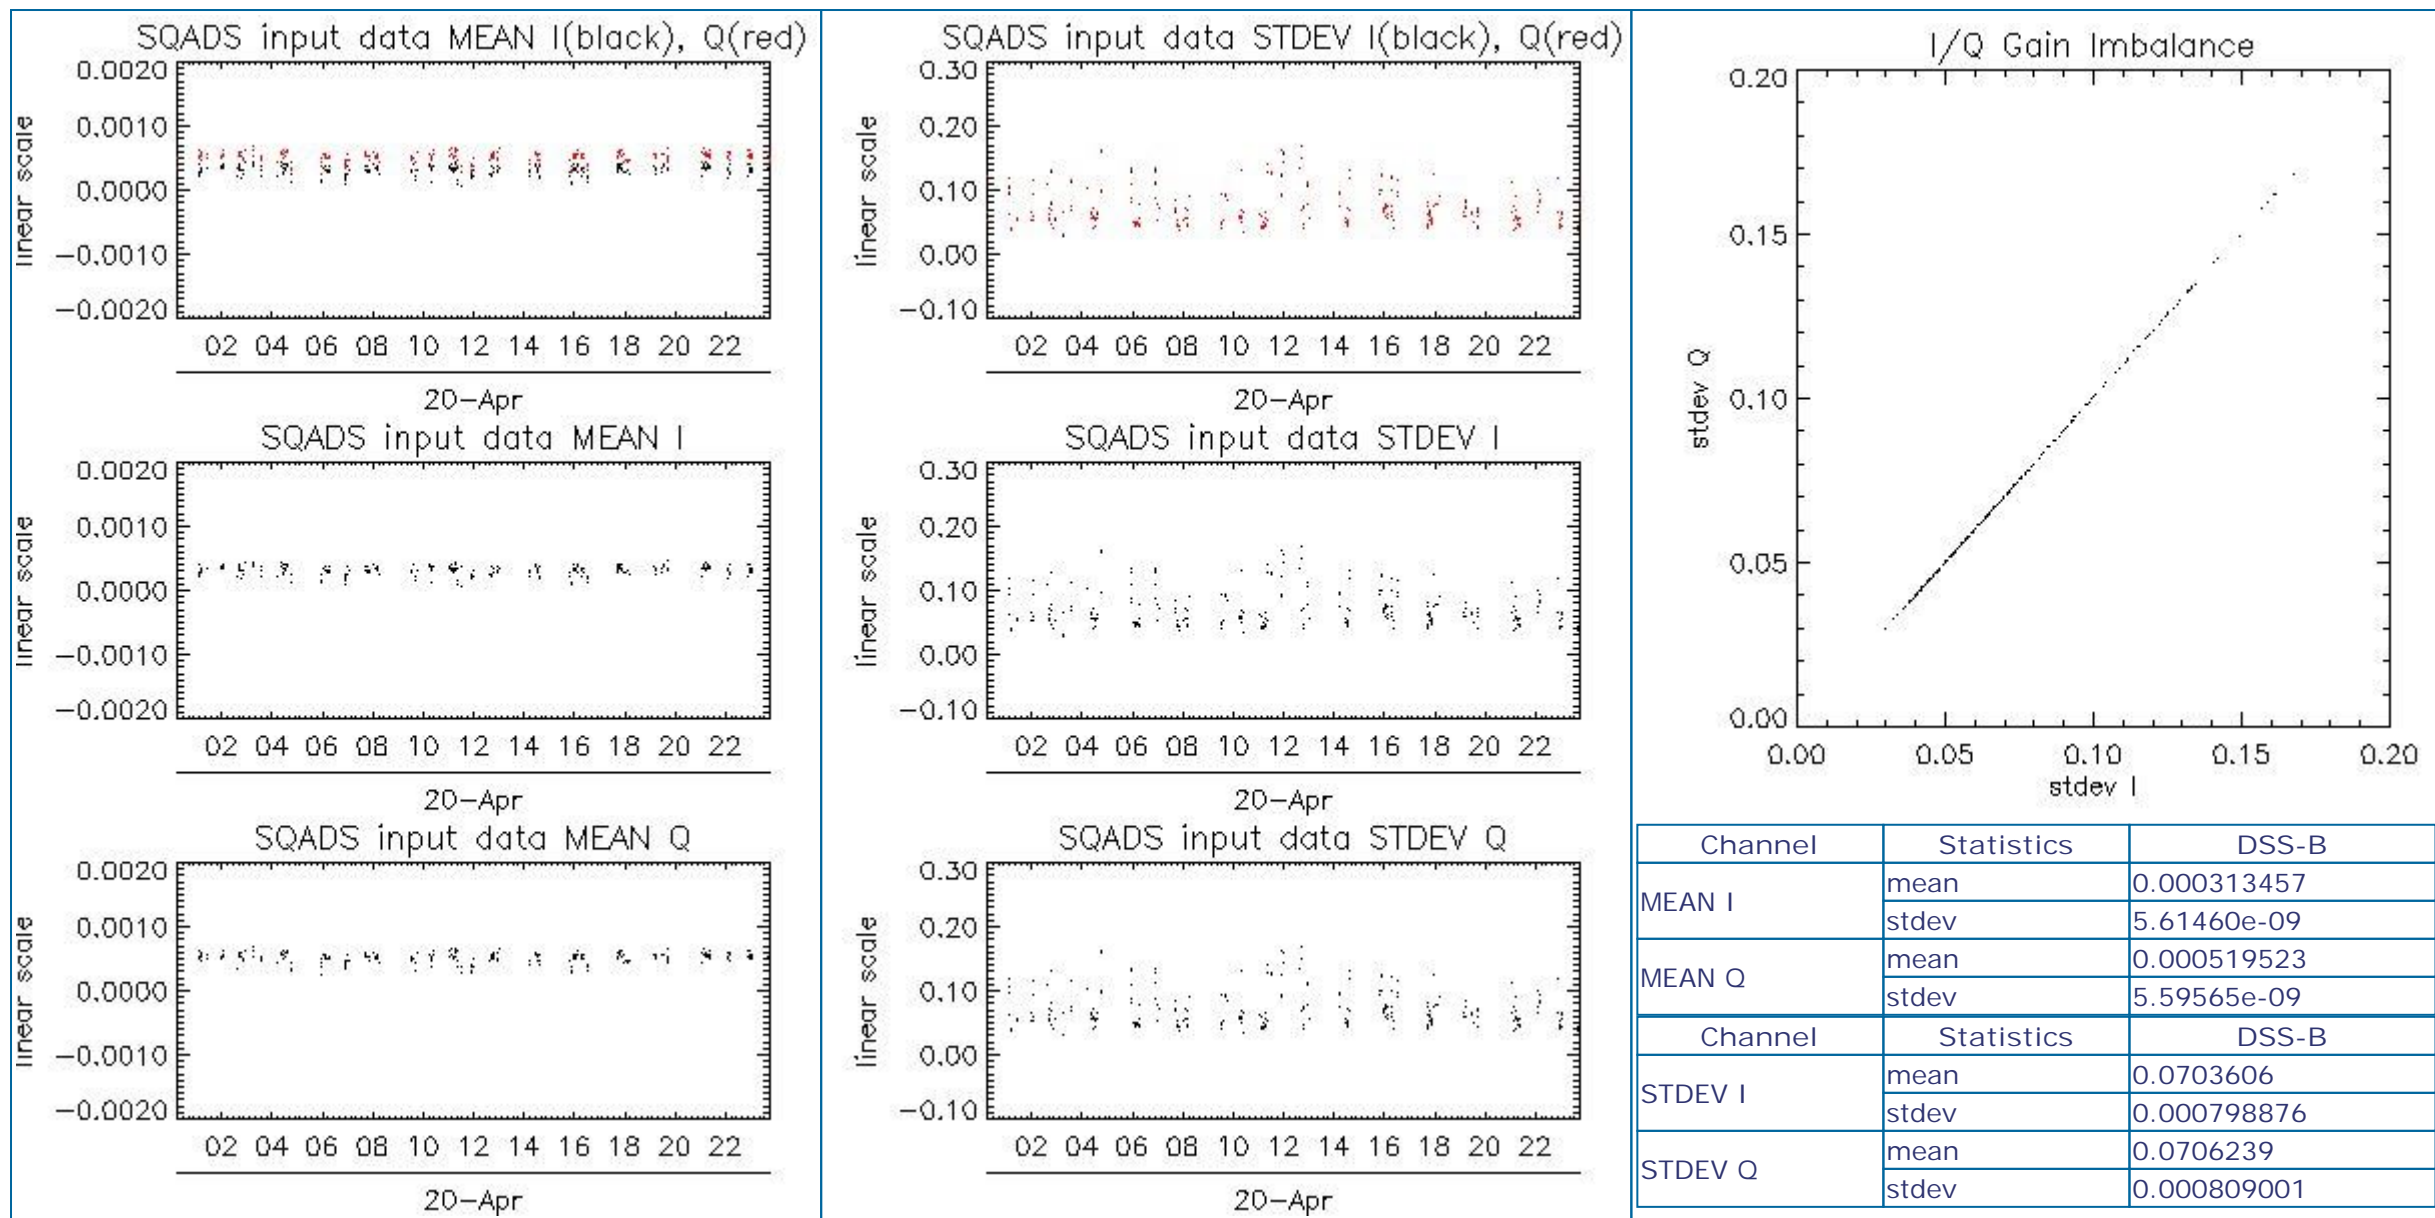 SQADS input data MEAN I(black), Q(red)
linear scale
0.0020
0.0010
0.0000
−0.0010
−0.0020
02 04 06 08 10 12 14 16 18 20 22
20−Apr
SQADS input data MEAN I
linear scale
0.0020
0.0010
0.0000
−0.0010
−0.0020
02 04 06 08 10 12 14 16 18 20 22
20−Apr
SQADS input data MEAN Q
linear scale
0.0020
0.0010
0.0000
−0.0010
−0.0020
02 04 06 08 10 12 14 16 18 20 22
20−Apr
SQADS input data STDEV I(black), Q(red)
linear scale
0.30
0.20
0.10
0.00
−0.10
02 04 06 08 10 12 14 16 18 20 22
20−Apr
SQADS input data STDEV I
linear scale
0.30
0.20
0.10
0.00
−0.10
02 04 06 08 10 12 14 16 18 20 22
20−Apr
SQADS input data STDEV Q
linear scale
0.30
0.20
0.10
0.00
−0.10
02 04 06 08 10 12 14 16 18 20 22
20−Apr
I/Q Gain Imbalance
stdev Q
0.20
0.15
0.10
0.05
0.00
0.00 0.05 0.10 0.15 0.20
stdev I
Channel Statistics DSS-B
MEAN I mean 0.000313457
stdev 5.61460e-09
MEAN Q mean 0.000519523
stdev 5.59565e-09
Channel Statistics DSS-B
STDEV I mean 0.0703606
stdev 0.000798876
STDEV Q mean 0.0706239
stdev 0.000809001